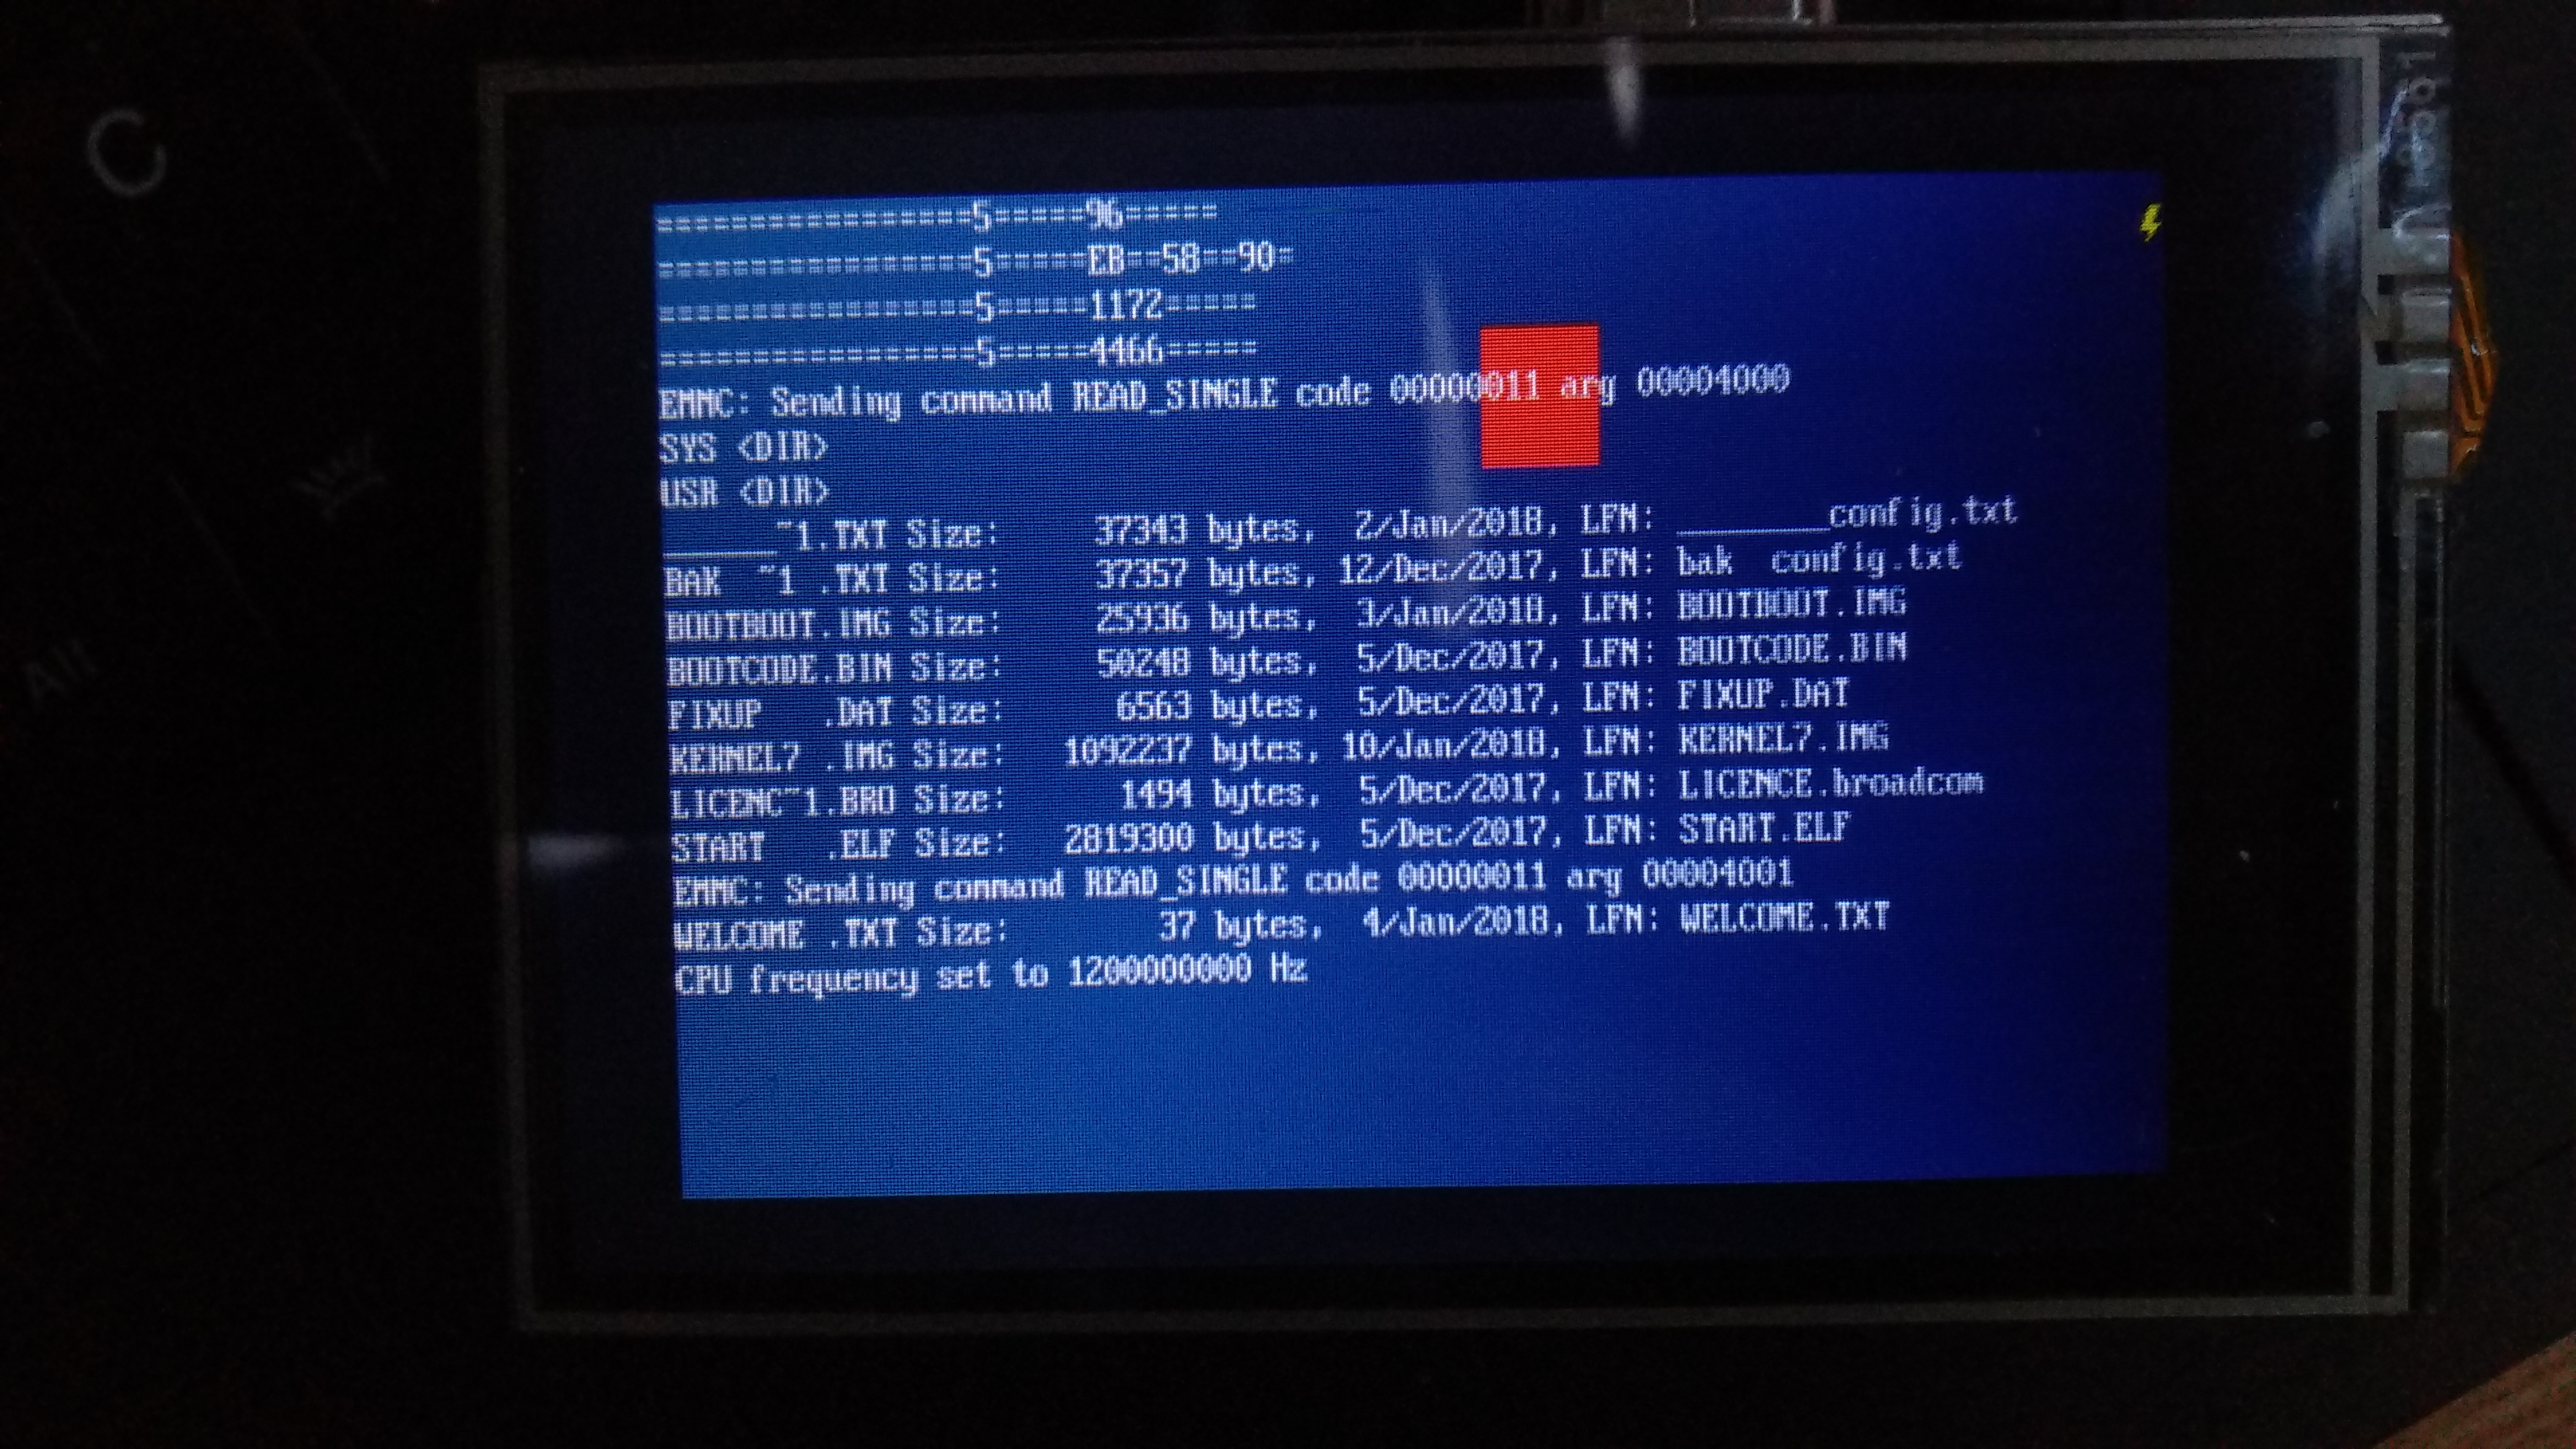 =================5=====96=====
=================5=====EB==58==90=
=================5=====1172=====
=================5=====4466=====
EMMC: Sending command READ_SINGLE code 00000011 arg 00004000
SYS <DIR>
USR <DIR>
______~1.TXT Size:     37343 bytes,  2/Jan/2018, LFN: ________config.txt
BAK  ~1 .TXT Size:     37357 bytes, 12/Dec/2017, LFN: bak  config.txt
BOOTBOOT.IMG Size:     25936 bytes,  3/Jan/2018, LFN: BOOTBOOT.IMG
BOOTCODE.BIN Size:     50248 bytes,  5/Dec/2017, LFN: BOOTCODE.BIN
FIXUP   .DAT Size:      6563 bytes,  5/Dec/2017, LFN: FIXUP.DAT
KERNEL7 .IMG Size:   1092237 bytes, 10/Jan/2018, LFN: KERNEL7.IMG
LICENC~1.BRO Size:      1494 bytes,  5/Dec/2017, LFN: LICENCE.broadcom
START   .ELF Size:   2819300 bytes,  5/Dec/2017, LFN: START.ELF
EMMC: Sending command READ_SINGLE code 00000011 arg 00004001
WELCOME .TXT Size:        37 bytes,  4/Jan/2018, LFN: WELCOME.TXT
CPU frequency set to 1200000000 Hz
All